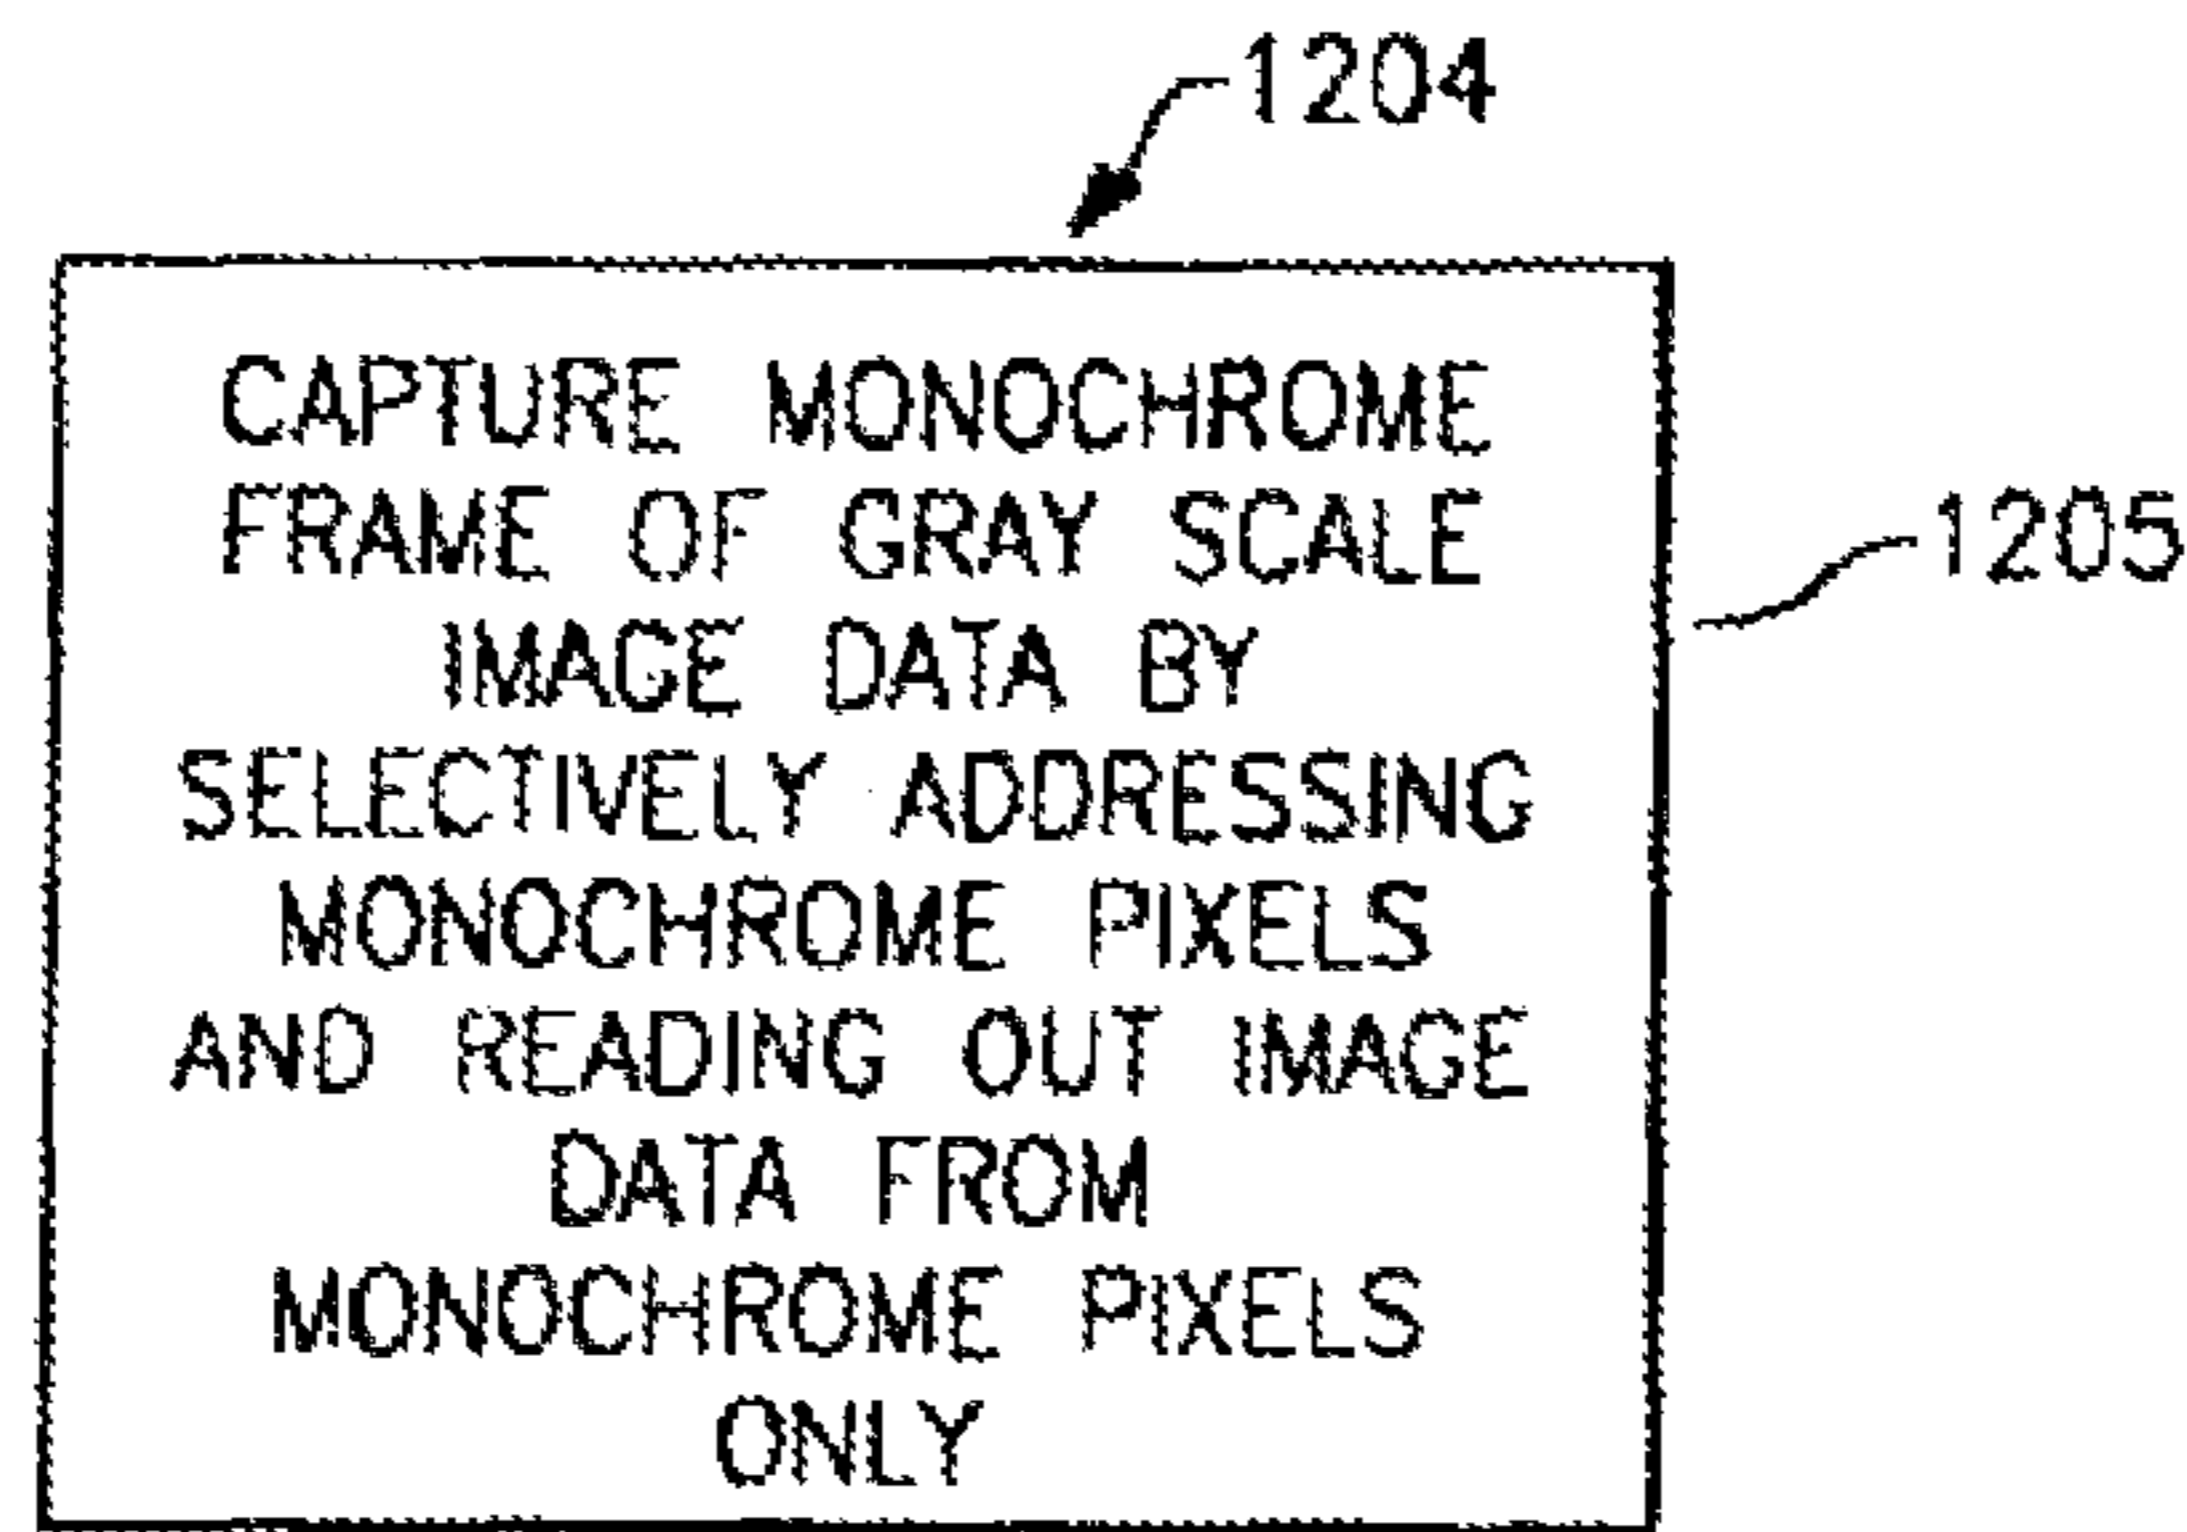 1204
CAPTURE MONOCHROME
FRAME OF GRAY SCALE
1205
IMAGE DATA BY
SELECTIVELY ADDRESSING
MONOCHROME PIXELS
AND READING OUT IMAGE
DATA FROM
MONOCHROME PIXELS
ONLY